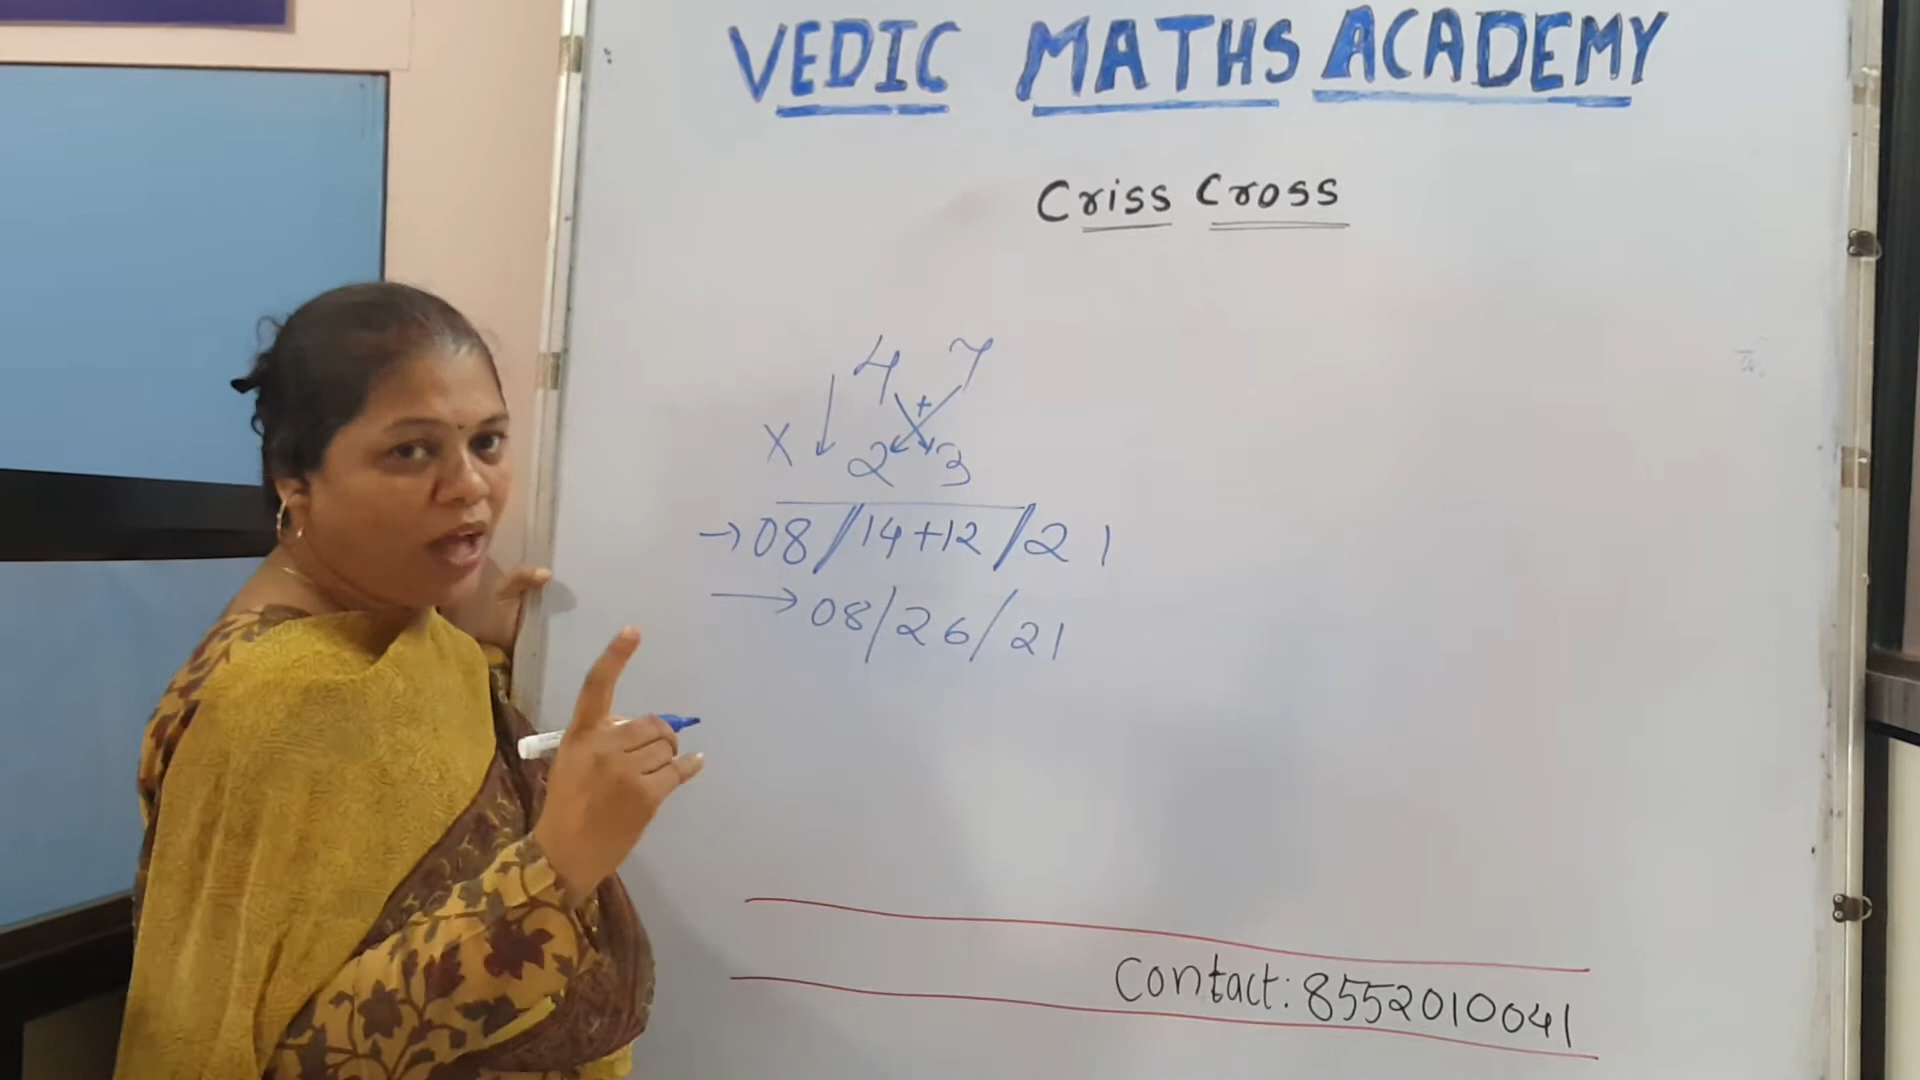 VEDIC MATHS ACADEMY
Criss Cross
4 7
+
X 2 3
→08/14+12/21
→08/26/21
Contact: 8552010041